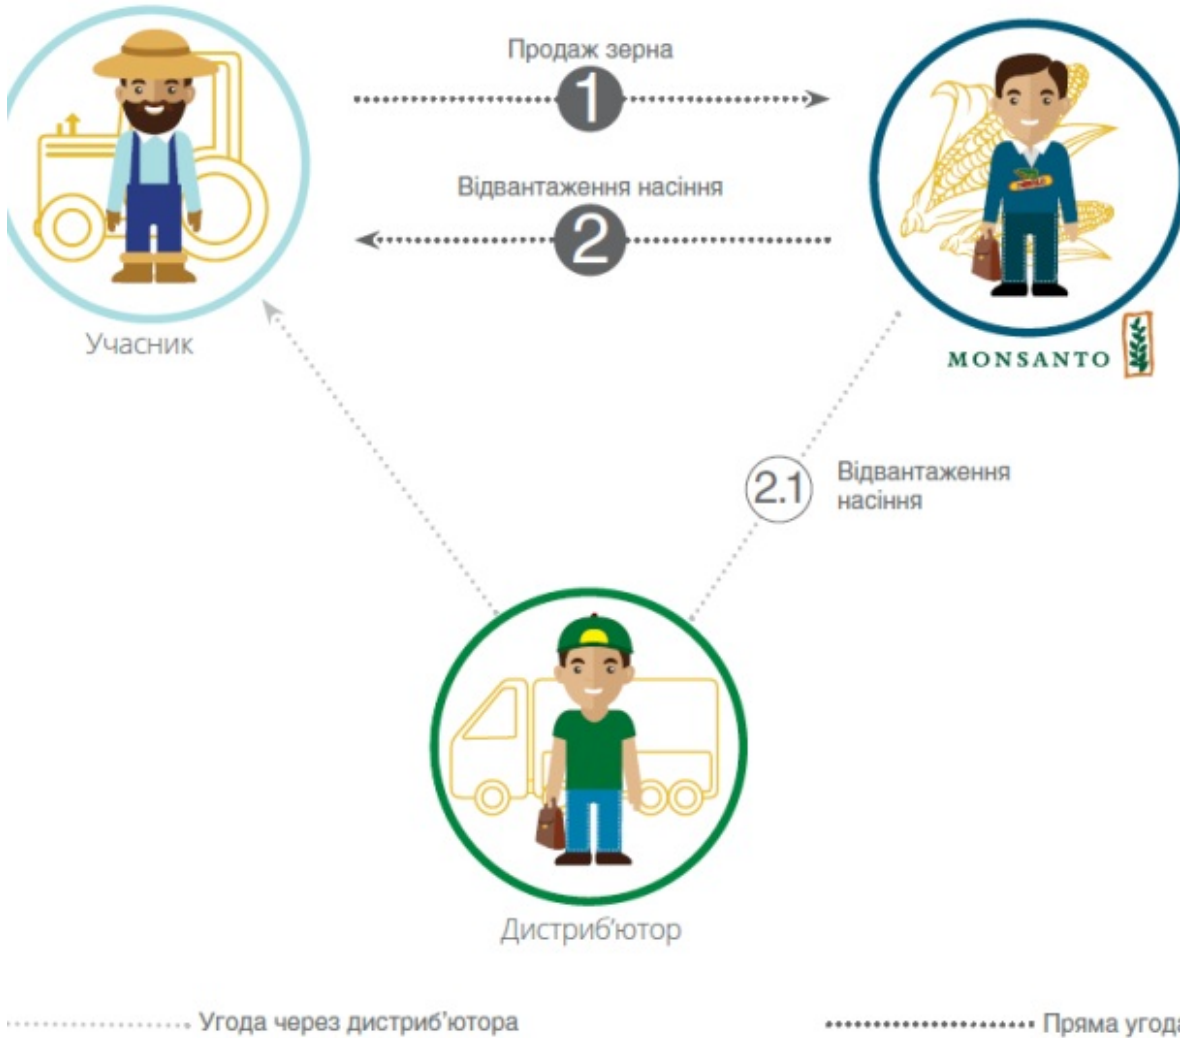 Продаж зерна
1
Відвантаження насіння
2
Учасник
MONSANTO
2.1
Відвантаження
насіння
Дистриб'ютор
Угода через дистриб'ютора
Пряма угода